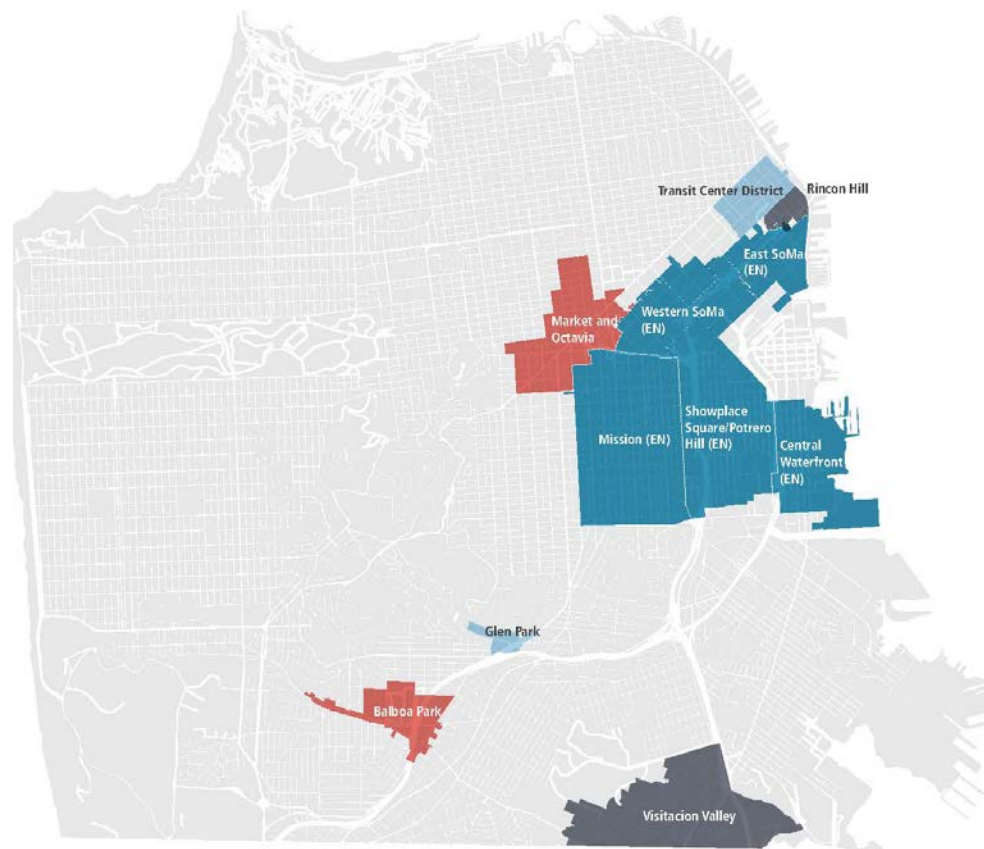 Transit Center District
Rincon Hill
East SoMa
(EN)
Western SoMa
(EN)
Market and
Octavia
Mission (EN)
Showplace
Square/Potrero
Hill (EN)
Central
Waterfront
(EN)
Glen Park
Balboa Park
Visitacion Valley